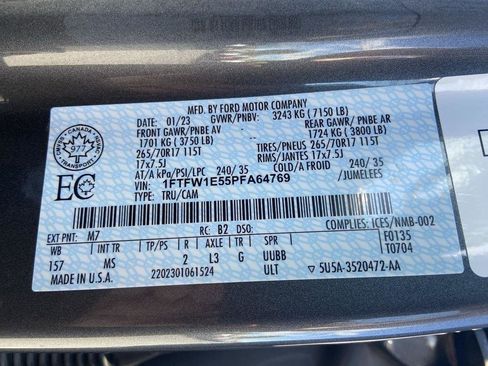 MFD. BY FORD MOTOR COMPANY
DATE: 01/23 GVWR/PNBV: 3243 KG ( 7150 LB)
FRONT GAWR/PNBE AV REAR GAWR/PNBE AR
1701 KG ( 3750 LB) 1724 KG ( 3800 LB)
265/70R17 115T TIRES/PNEUS 265/70R17 115T
17x7.5J RIMS/JANTES 17x7.5J
AT/A kPa/PSI/LPC 240/ 35 COLD/A FROID 240/ 35
VIN: 1FTFW1E55PFA64769 /JUMELEES
TYPE: TRU/CAM
CANADA
977
EC
COMPLIES: ICES/NMB-002
EXT PNT: M7 RC: B2 DSO: F0135
WB INT TR TP/PS R AXLE TR SPR T0704
157 MS 2 L3 G UUBB
2202301061524 ULT 5U5A-3520472-AA
MADE IN U.S.A.